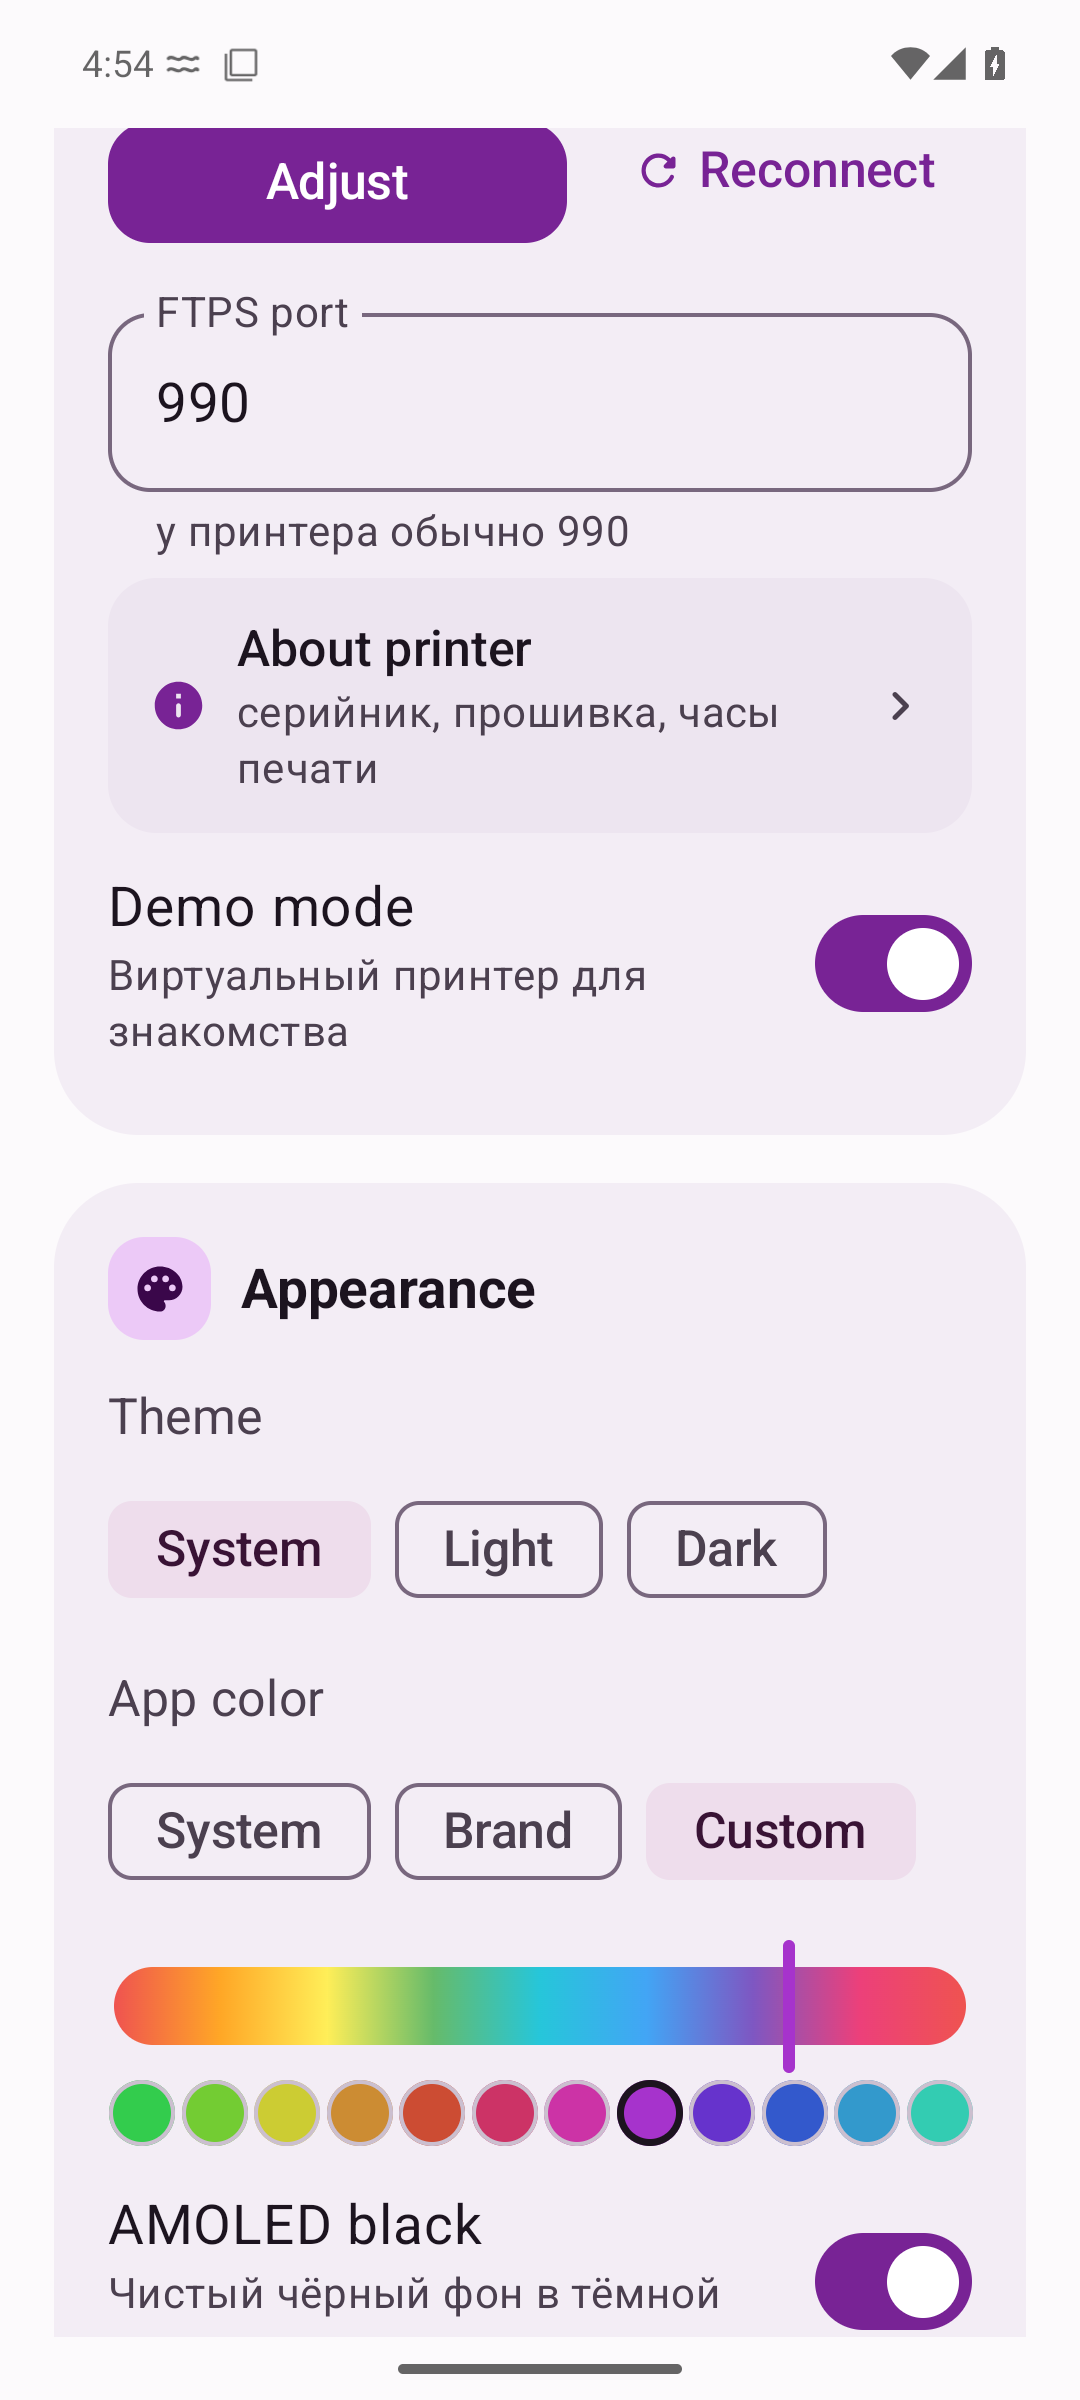 4:54
Adjust
Reconnect
FTPS port
990
у принтера обычно 990
About printer
серийник, прошивка, часы
печати
Demo mode
Виртуальный принтер для
знакомства
Appearance
Theme
System
Light
Dark
App color
System
Brand
Custom
AMOLED black
Чистый чёрный фон в тёмной